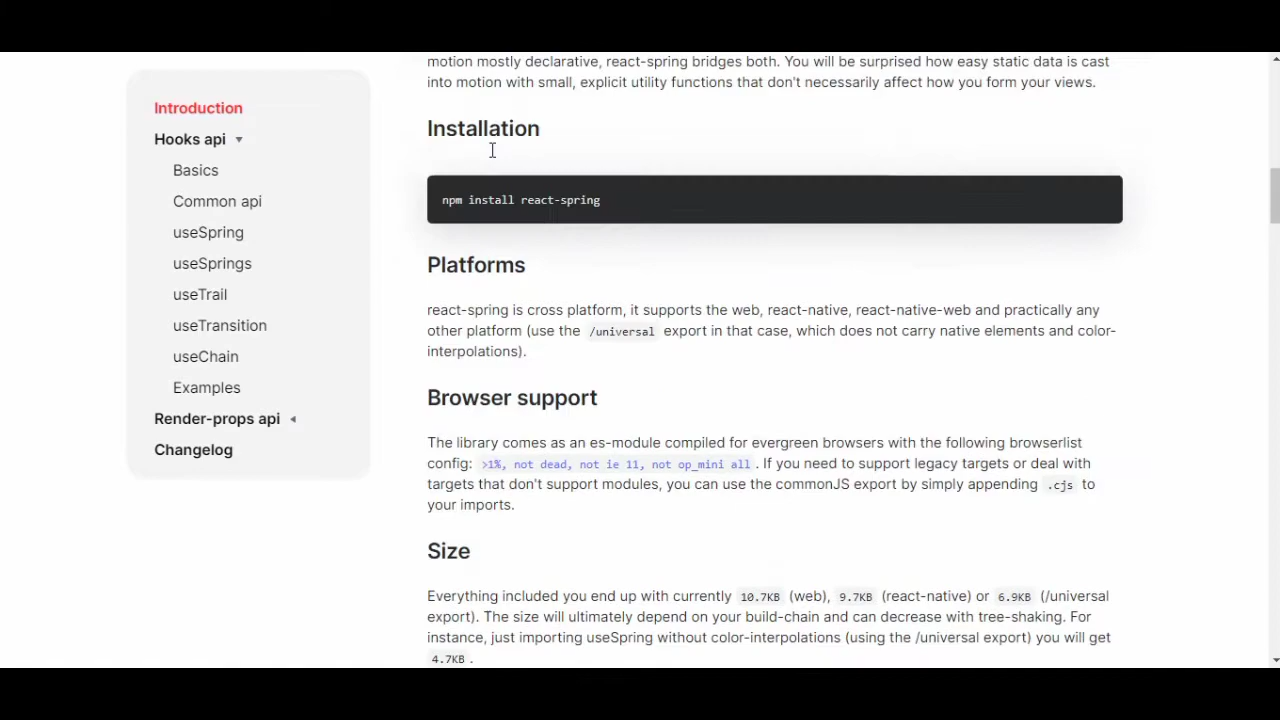 Introduction
Hooks api
Basics
Common api
useSpring
useSprings
useTrail
useTransition
useChain
Examples
Render-props api
Changelog
motion mostly declarative, react-spring bridges both. You will be surprised how easy static data is cast
into motion with small, explicit utility functions that don't necessarily affect how you form your views.
Installation
npm install react-spring
Platforms
react-spring is cross platform, it supports the web, react-native, react-native-web and practically any
other platform (use the /universal export in that case, which does not carry native elements and color-
interpolations).
Browser support
The library comes as an es-module compiled for evergreen browsers with the following browserlist
config: >1%, not dead, not ie 11, not op_mini all. If you need to support legacy targets or deal with
targets that don't support modules, you can use the commonJS export by simply appending .cjs to
your imports.
Size
Everything included you end up with currently 10.7KB (web), 9.7KB (react-native) or 6.9KB (/universal
export). The size will ultimately depend on your build-chain and can decrease with tree-shaking. For
instance, just importing useSpring without color-interpolations (using the /universal export) you will get
4.7KB.